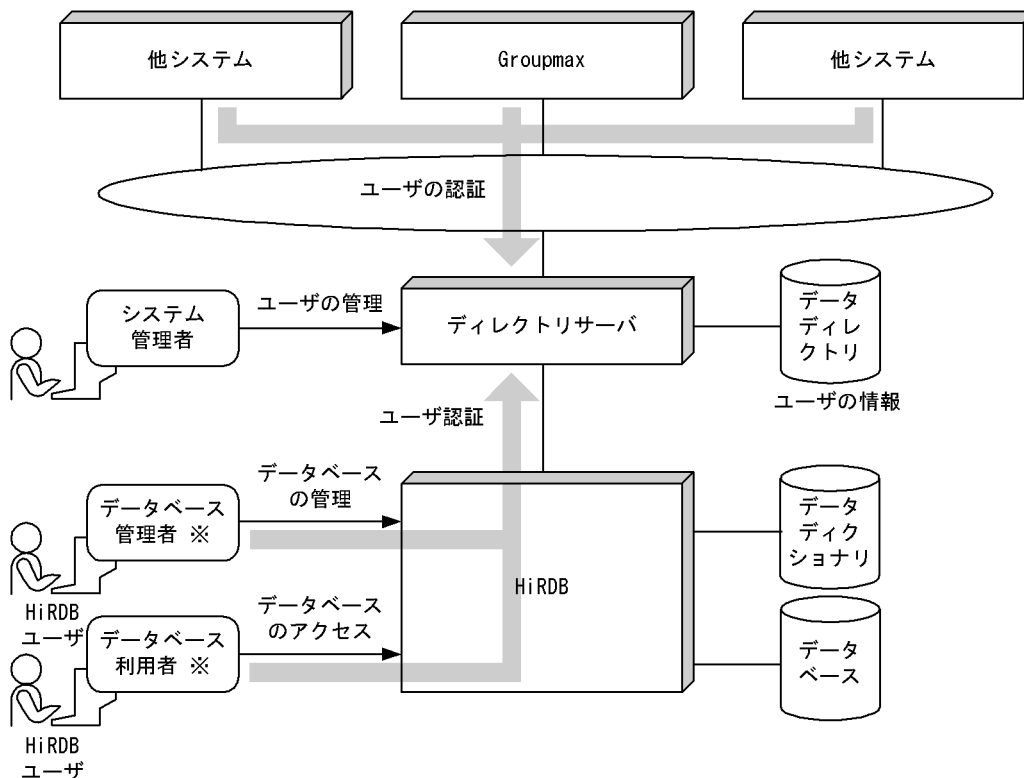 他システム
Groupmax
他システム
ユーザの認証
システム
管理者
ユーザの管理
ディレクトリサーバ
データ
ディレ
クトリ
ユーザの情報
ユーザ認証
データベース
管理者 ※
データベース
の管理
HiRDB
データ
ディク
ショナリ
HiRDB
ユーザ
データベース
利用者 ※
データベース
のアクセス
データ
ベース
HiRDB
ユーザ